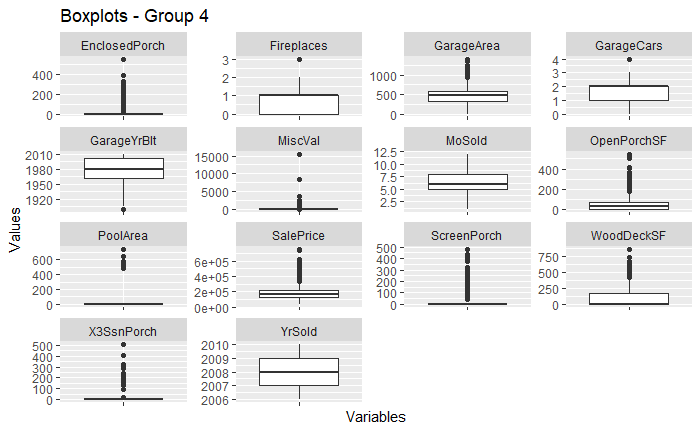 Boxplots - Group 4
EnclosedPorch Fireplaces GarageArea GarageCars
400 200 0
3 2 1 0
1000 500 0
4 3 2 1 0
GarageYrBlt MiscVal MoSold OpenPorchSF
2010 1980 1950 1920
15000 10000 5000 0
12.5 10.0 7.5 5.0 2.5
400 200 0
PoolArea SalePrice ScreenPorch WoodDeckSF
600 400 200 0
6e+05 4e+05 2e+05 0e+00
500 400 300 200 100 0
750 500 250 0
X3SsnPorch YrSold
500 400 300 200 100 0
2010 2009 2008 2007 2006
Values
Variables